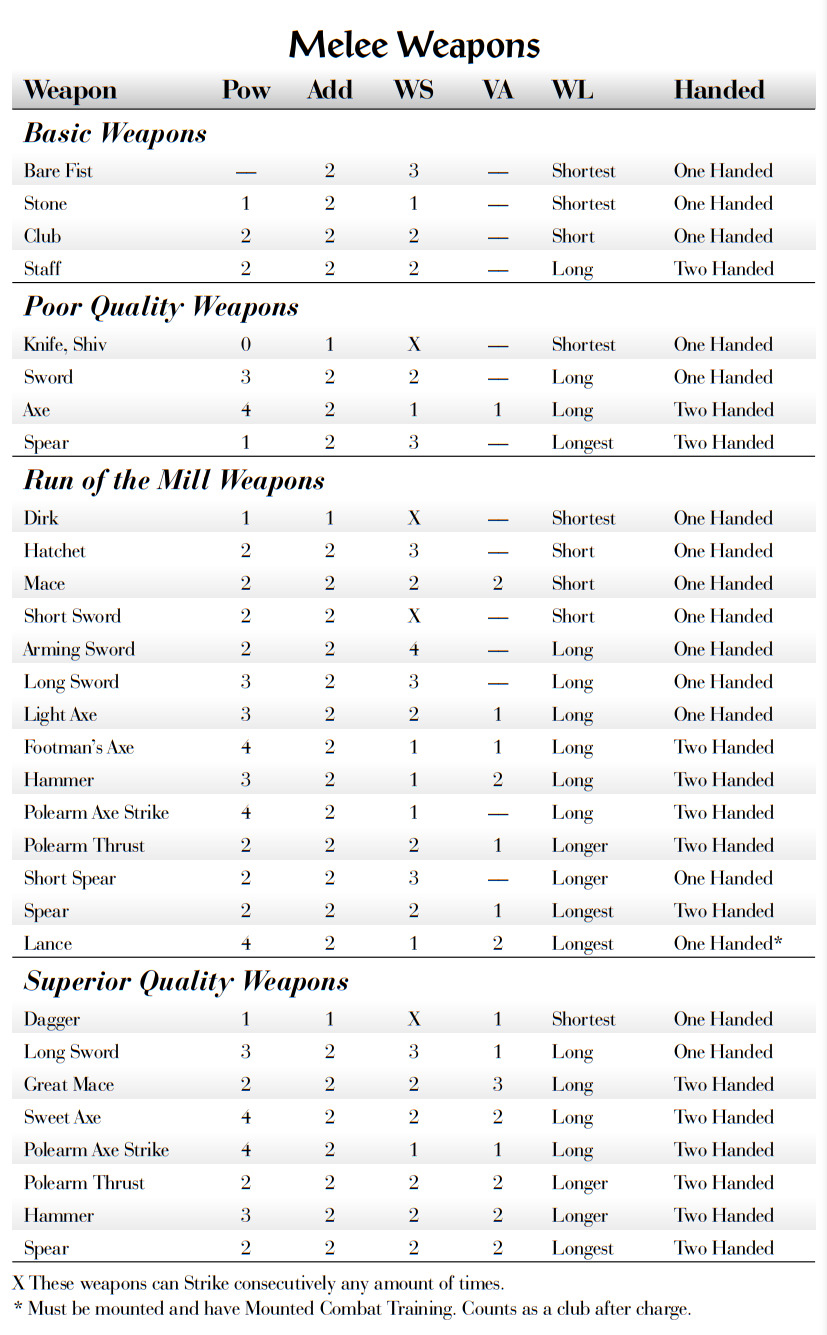 Melee Weapons
Weapon Pow Add WS VA WL Handed
Basic Weapons
Bare Fist — 2 3 — Shortest One Handed
Stone 1 2 1 — Shortest One Handed
Club 2 2 2 — Short One Handed
Staff 2 2 2 — Long Two Handed
Poor Quality Weapons
Knife, Shiv 0 1 X — Shortest One Handed
Sword 3 2 2 — Long One Handed
Axe 4 2 1 1 Long Two Handed
Spear 1 2 3 — Longest Two Handed
Run of the Mill Weapons
Dirk 1 1 X — Shortest One Handed
Hatchet 2 2 3 — Short One Handed
Mace 2 2 2 2 Short One Handed
Short Sword 2 2 X — Short One Handed
Arming Sword 2 2 4 — Long One Handed
Long Sword 3 2 3 — Long One Handed
Light Axe 3 2 2 1 Long One Handed
Footman's Axe 4 2 1 1 Long Two Handed
Hammer 3 2 1 2 Long Two Handed
Polearm Axe Strike 4 2 1 — Long Two Handed
Polearm Thrust 2 2 2 1 Longer Two Handed
Short Spear 2 2 3 — Longer One Handed
Spear 2 2 2 1 Longest Two Handed
Lance 4 2 1 2 Longest One Handed*
Superior Quality Weapons
Dagger 1 1 X 1 Shortest One Handed
Long Sword 3 2 3 1 Long One Handed
Great Mace 2 2 2 3 Long Two Handed
Sweet Axe 4 2 2 2 Long Two Handed
Polearm Axe Strike 4 2 1 1 Long Two Handed
Polearm Thrust 2 2 2 2 Longer Two Handed
Hammer 3 2 2 2 Longer Two Handed
Spear 2 2 2 2 Longest Two Handed
X These weapons can Strike consecutively any amount of times.
* Must be mounted and have Mounted Combat Training. Counts as a club after charge.